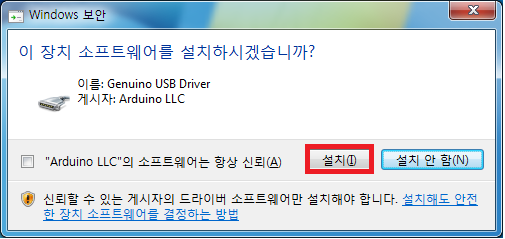 Windows 보안
이 장치 소프트웨어를 설치하시겠습니까?
이름: Genuino USB Driver
게시자: Arduino LLC
"Arduino LLC"의 소프트웨어는 항상 신뢰(A)
설치(I)
설치 안 함(N)
신뢰할 수 있는 게시자의 드라이버 소프트웨어만 설치해야 합니다. 설치해도 안전
한 장치 소프트웨어를 결정하는 방법